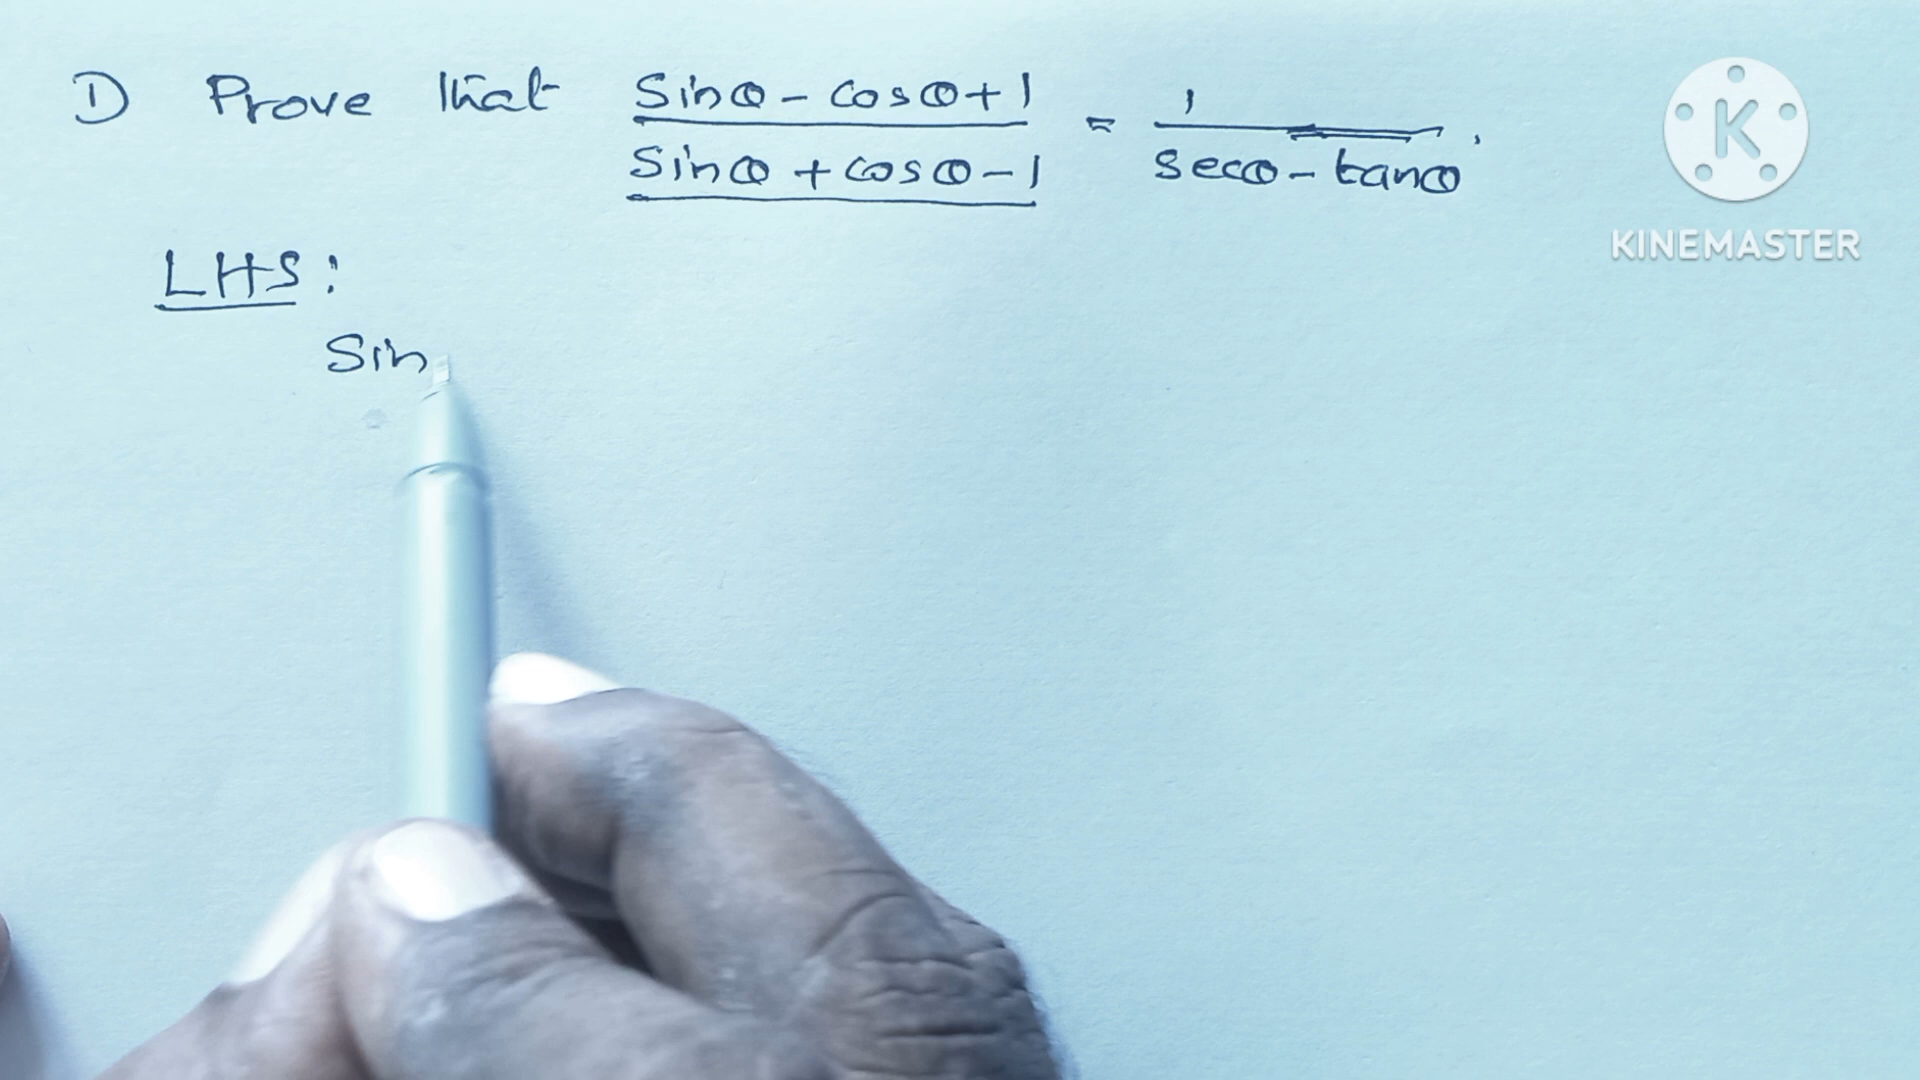 1) Prove that sinθ - cosθ + 1 / sinθ + cosθ - 1 = 1 / secθ - tanθ.
K
KINEMASTER
LHS:
Sin